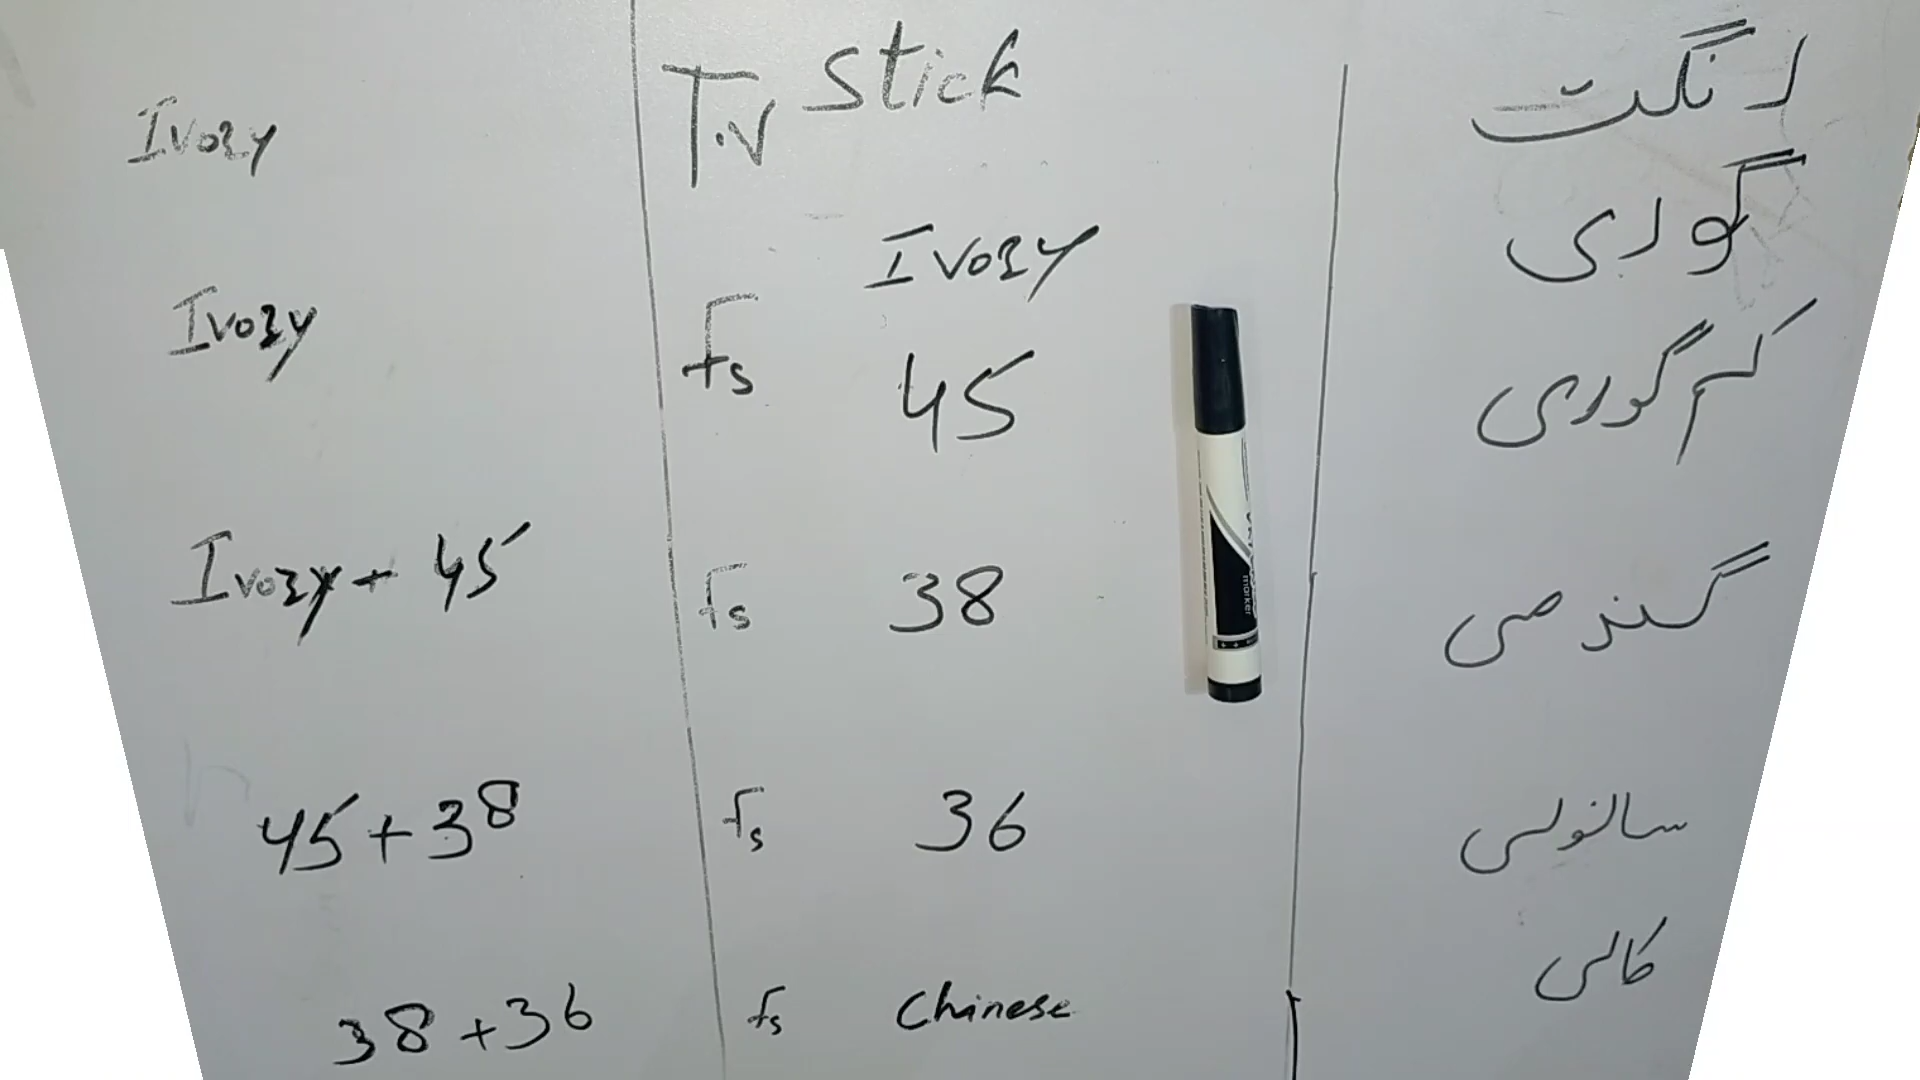 Ivory T.V Stick رنگت
Ivory گوری
Ivory fs 45 کم گوری
Ivory + 45 fs 38 گندمی
45 + 38 fs 36 سانولی
38 + 36 fs Chinese کالی
marker